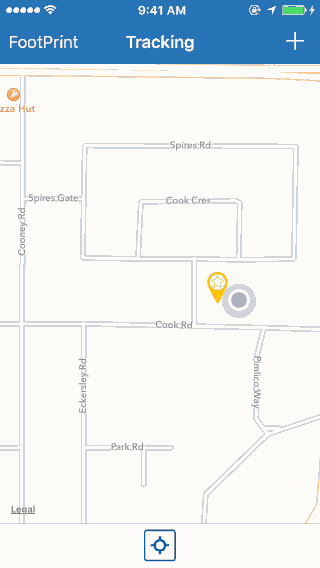 9:41 AM
FootPrint
Tracking
zza Hut
Spires Rd
Spires Gate
Cook Cres
Cooney Rd
Cook Rd
Eckersley Rd
Pimlico Way
Park Rd
Legal